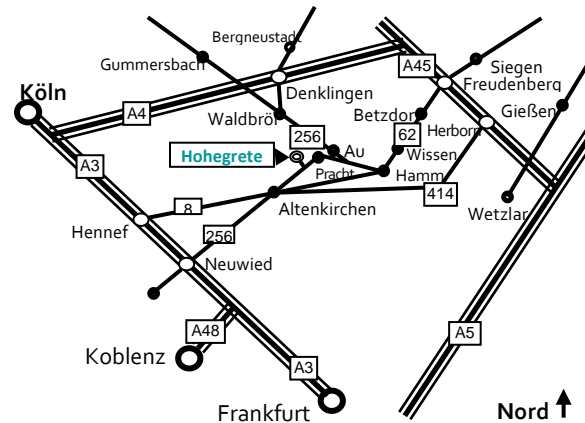 Bergneustadt
Gummersbach
A45
Siegen
Freudenberg
Köln
Denklingen
Gießen
A4
Waldbröl
Betzdorf
256
62
Herborn
Hohegrete
Au
Wissen
A3
Pracht
Hamm
414
8
Altenkirchen
Wetzlar
Hennef
256
Neuwied
A48
A5
Koblenz
A3
Frankfurt
Nord